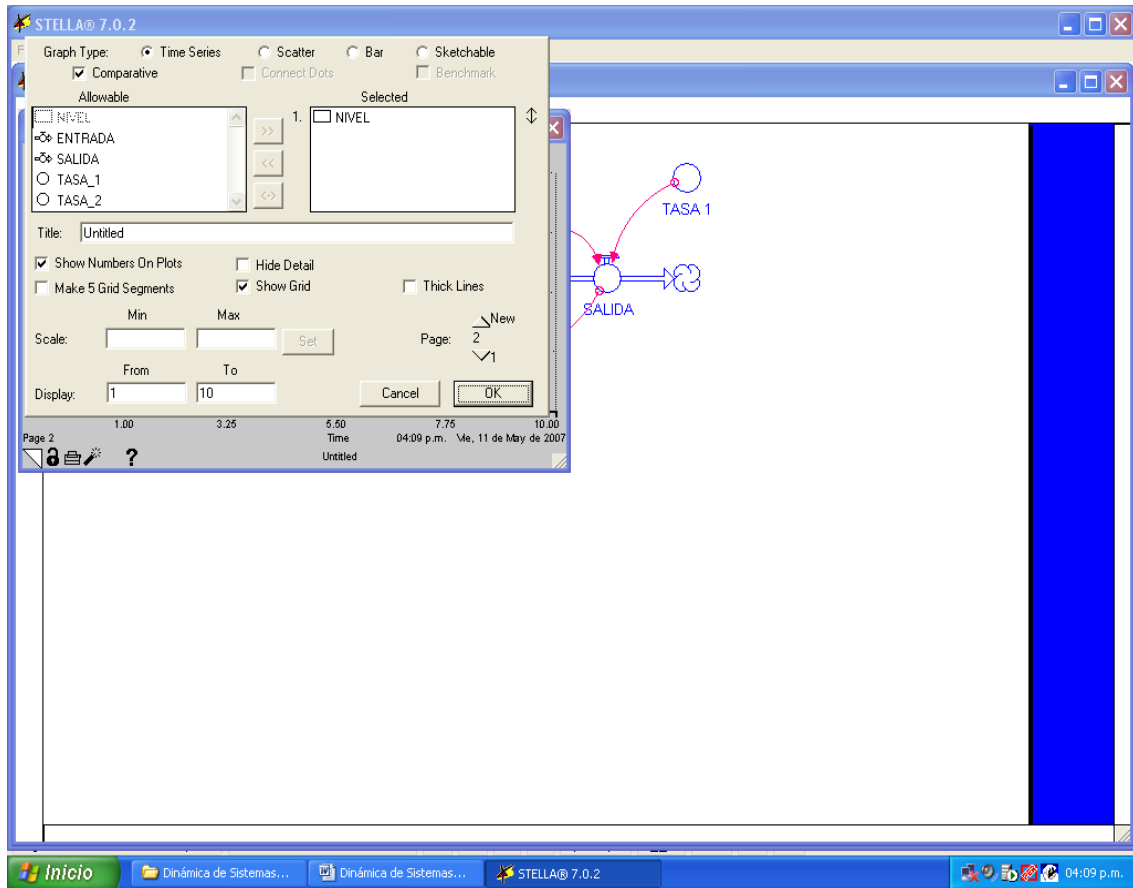 STELLA® 7.0.2
Graph Type: Time Series Scatter Bar Sketchable
Comparative Connect Dots Benchmark
Allowable Selected
NIVEL
ENTRADA
SALIDA
TASA_1
TASA_2
>>
<<
<->
1. NIVEL
Title: Untitled
Show Numbers On Plots Hide Detail
Make 5 Grid Segments Show Grid Thick Lines
Min Max
Scale: Set
Page: New
2
1
From To
Display: 1 10 Cancel OK
TASA 1
SALIDA
1.00 3.25 5.50 7.75 10.00
Page 2 Time 04:09 p.m. Vie, 11 de May de 2007
? Untitled
Inicio Dinámica de Sistemas... Dinámica de Sistemas... STELLA® 7.0.2 04:09 p.m.